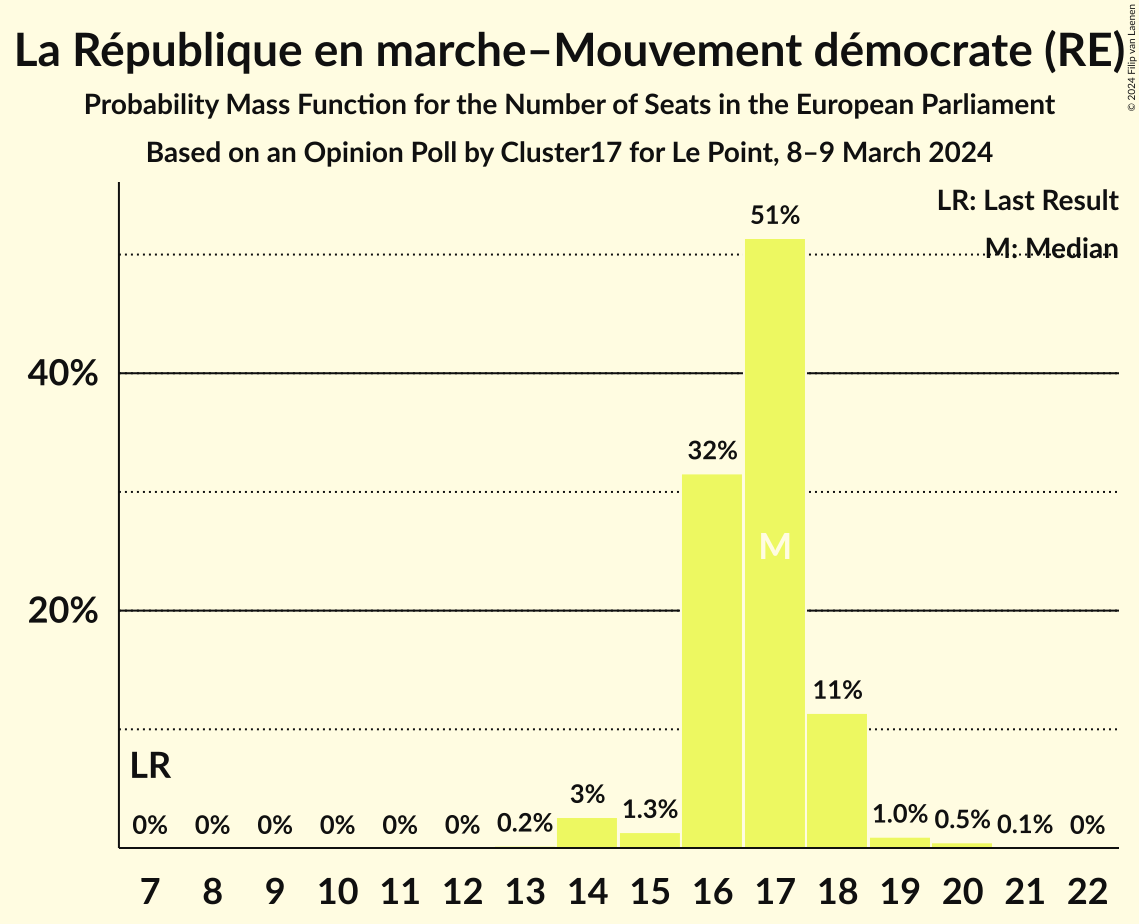 La République en marche–Mouvement démocrate (RE)
© 2024 Filip van Laenen
Probability Mass Function for the Number of Seats in the European Parliament
Based on an Opinion Poll by Cluster17 for Le Point, 8–9 March 2024
LR: Last Result
M: Median
51%
40%
32%
M
20%
11%
LR
0% 0% 0% 0% 0% 0% 0.2% 3% 1.3% 1.0% 0.5% 0.1% 0%
7 8 9 10 11 12 13 14 15 16 17 18 19 20 21 22